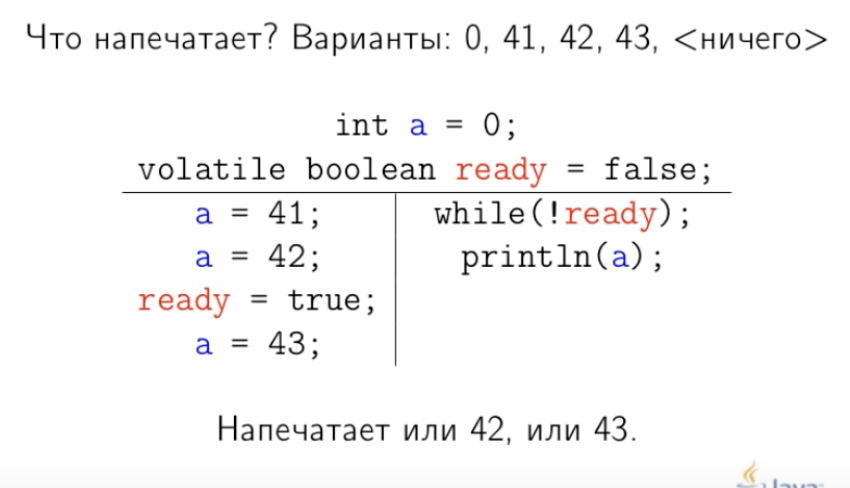 Что напечатает? Варианты: 0, 41, 42, 43, <ничего>
int a = 0;
volatile boolean ready = false;
a = 41; while(!ready);
a = 42; println(a);
ready = true;
a = 43;
Напечатает или 42, или 43.